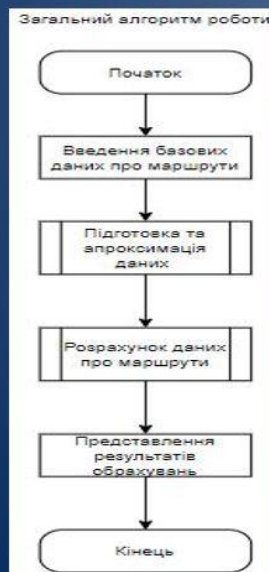 Загальний алгоритм роботи
Початок
Введення базових
даних про маршрути
Підготовка та
апроксимація
даних
Розрахунок даних
про маршрути
Представлення
результатів
обрахувань
Кінець